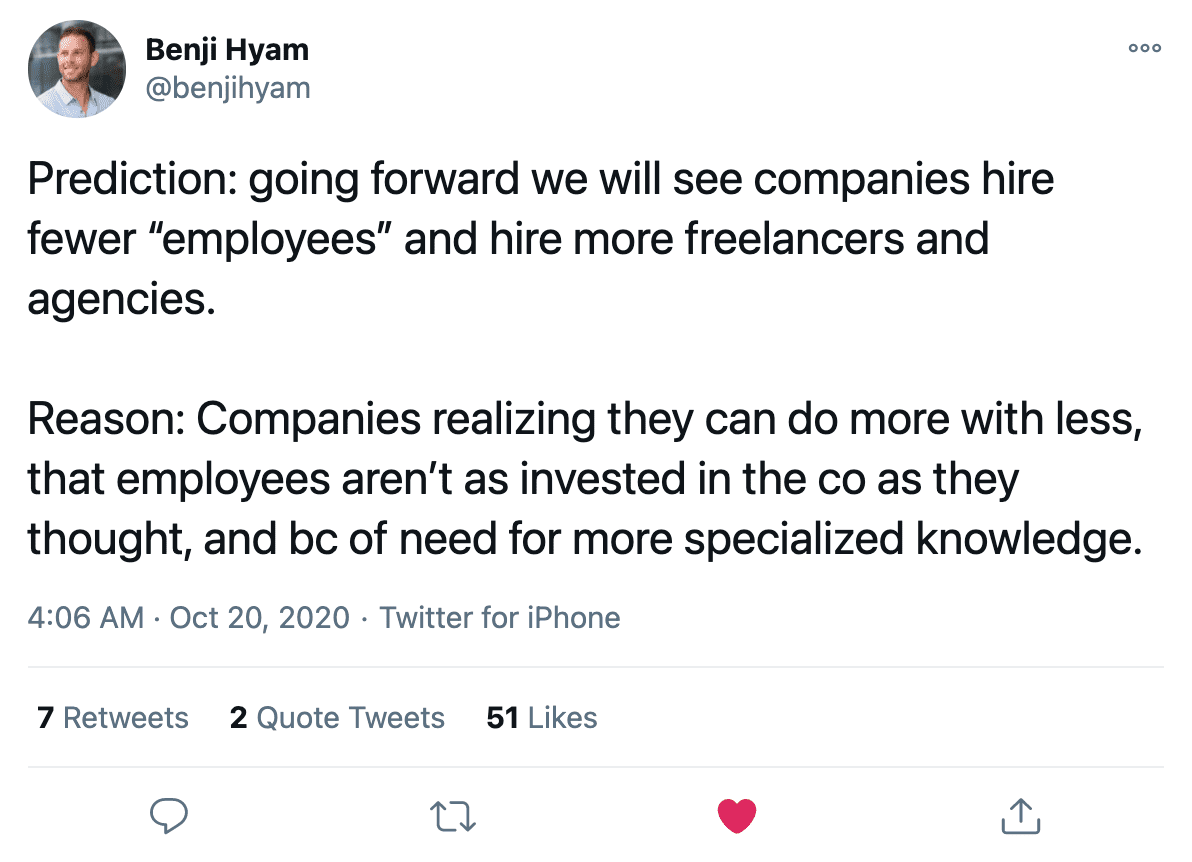 Benji Hyam
@benjihyam
Prediction: going forward we will see companies hire
fewer “employees” and hire more freelancers and
agencies.
Reason: Companies realizing they can do more with less,
that employees aren’t as invested in the co as they
thought, and bc of need for more specialized knowledge.
4:06 AM · Oct 20, 2020 · Twitter for iPhone
7 Retweets 2 Quote Tweets 51 Likes